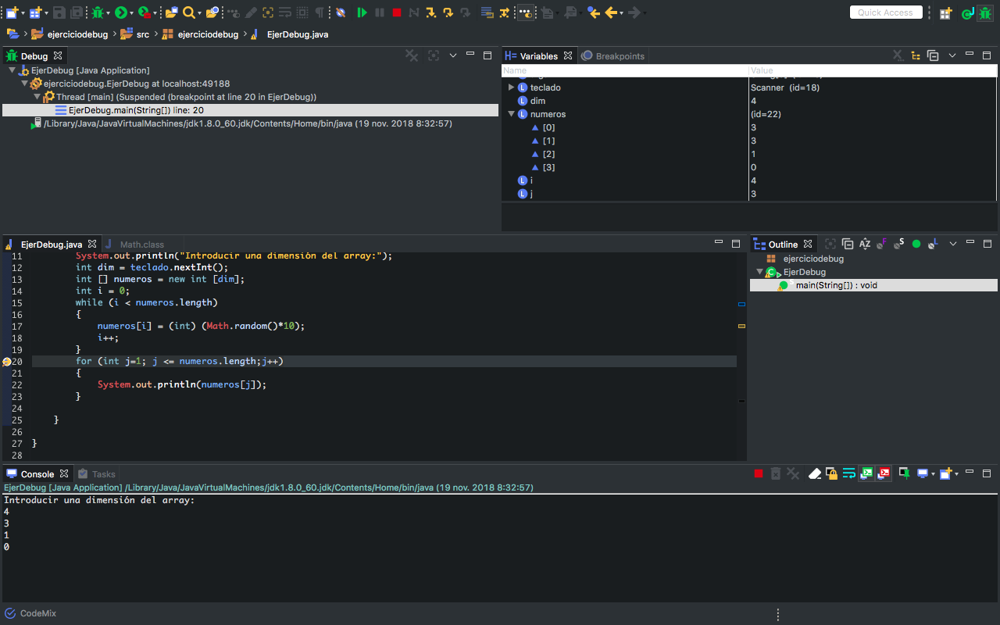 Quick Access
ejerciciodebug
src
ejerciciodebug
EjerDebug.java
Debug
EjerDebug [Java Application]
ejerciciodebug.EjerDebug at localhost:49188
Thread [main] (Suspended (breakpoint at line 20 in EjerDebug))
EjerDebug.main(String[]) line: 20
/Library/Java/JavaVirtualMachines/jdk1.8.0_60.jdk/Contents/Home/bin/java (19 nov. 2018 8:32:57)
Variables
Breakpoints
Name Value
teclado Scanner (id=18)
dim 4
numeros (id=22)
[0] 3
[1] 3
[2] 1
[3] 0
i 4
j 3
EjerDebug.java
Math.class
11 System.out.println("Introducir una dimensión del array:");
12 int dim = teclado.nextInt();
13 int [] numeros = new int [dim];
14 int i = 0;
15 while (i < numeros.length)
16 {
17 numeros[i] = (int) (Math.random()*10);
18 i++;
19 }
20 for (int j=1; j <= numeros.length;j++)
21 {
22 System.out.println(numeros[j]);
23 }
24
25 }
26
27 }
28
Outline
ejerciciodebug
EjerDebug
main(String[]) : void
Console
Tasks
EjerDebug [Java Application] /Library/Java/JavaVirtualMachines/jdk1.8.0_60.jdk/Contents/Home/bin/java (19 nov. 2018 8:32:57)
Introducir una dimensión del array:
4
3
1
0
CodeMix